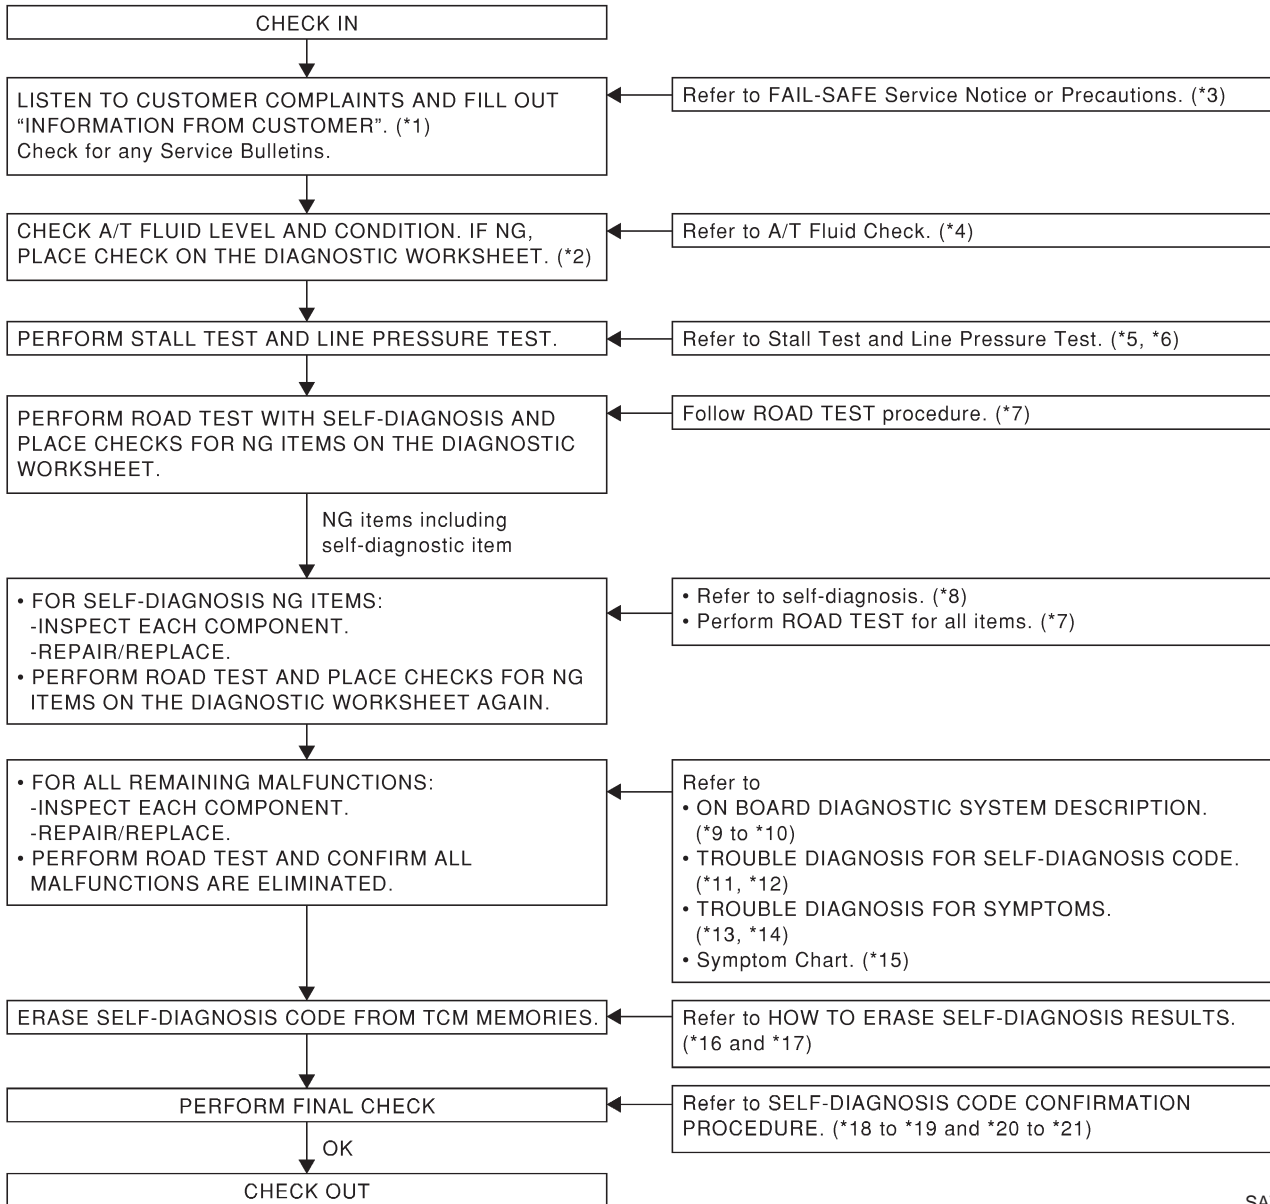 CHECK IN
LISTEN TO CUSTOMER COMPLAINTS AND FILL OUT
“INFORMATION FROM CUSTOMER”. (*1)
Check for any Service Bulletins.
Refer to FAIL-SAFE Service Notice or Precautions. (*3)
CHECK A/T FLUID LEVEL AND CONDITION. IF NG,
PLACE CHECK ON THE DIAGNOSTIC WORKSHEET. (*2)
Refer to A/T Fluid Check. (*4)
PERFORM STALL TEST AND LINE PRESSURE TEST.
Refer to Stall Test and Line Pressure Test. (*5, *6)
PERFORM ROAD TEST WITH SELF-DIAGNOSIS AND
PLACE CHECKS FOR NG ITEMS ON THE DIAGNOSTIC
WORKSHEET.
Follow ROAD TEST procedure. (*7)
NG items including
self-diagnostic item
• FOR SELF-DIAGNOSIS NG ITEMS:
-INSPECT EACH COMPONENT.
-REPAIR/REPLACE.
• PERFORM ROAD TEST AND PLACE CHECKS FOR NG
ITEMS ON THE DIAGNOSTIC WORKSHEET AGAIN.
• Refer to self-diagnosis. (*8)
• Perform ROAD TEST for all items. (*7)
• FOR ALL REMAINING MALFUNCTIONS:
-INSPECT EACH COMPONENT.
-REPAIR/REPLACE.
• PERFORM ROAD TEST AND CONFIRM ALL
MALFUNCTIONS ARE ELIMINATED.
Refer to
• ON BOARD DIAGNOSTIC SYSTEM DESCRIPTION.
(*9 to *10)
• TROUBLE DIAGNOSIS FOR SELF-DIAGNOSIS CODE.
(*11, *12)
• TROUBLE DIAGNOSIS FOR SYMPTOMS.
(*13, *14)
• Symptom Chart. (*15)
ERASE SELF-DIAGNOSIS CODE FROM TCM MEMORIES.
Refer to HOW TO ERASE SELF-DIAGNOSIS RESULTS.
(*16 and *17)
PERFORM FINAL CHECK
Refer to SELF-DIAGNOSIS CODE CONFIRMATION
PROCEDURE. (*18 to *19 and *20 to *21)
OK
CHECK OUT
SA